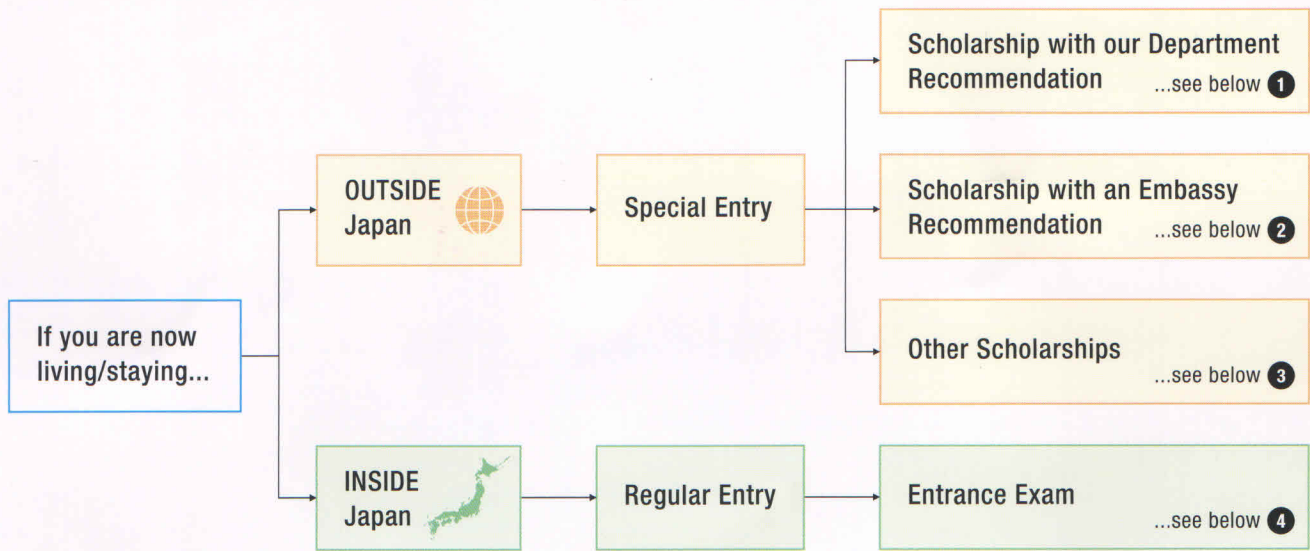 If you are now
living/staying...
OUTSIDE
Japan
Special Entry
Scholarship with our Department
Recommendation
...see below 1
Scholarship with an Embassy
Recommendation
...see below 2
Other Scholarships
...see below 3
INSIDE
Japan
Regular Entry
Entrance Exam
...see below 4